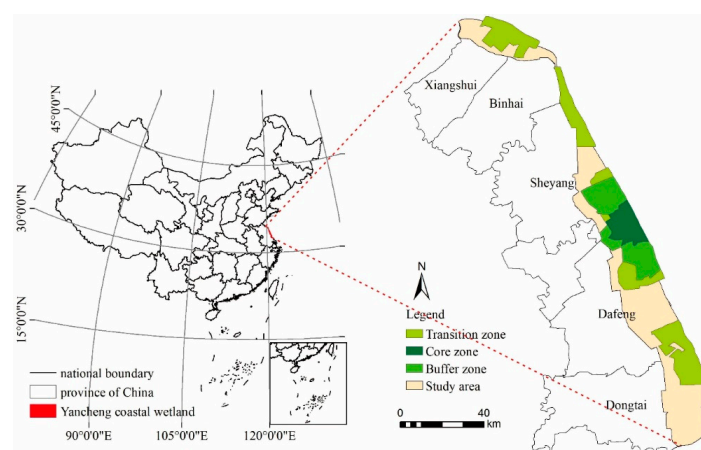 45°0'0"N
30°0'0"N
15°0'0"N
national boundary
province of China
Yancheng coastal wetland
90°0'0"E
105°0'0"E
120°0'0"E
Xiangshui
Binhai
Sheyang
Dafeng
Dongtai
N
Legend
Transition zone
Core zone
Buffer zone
Study area
0 20 40
km